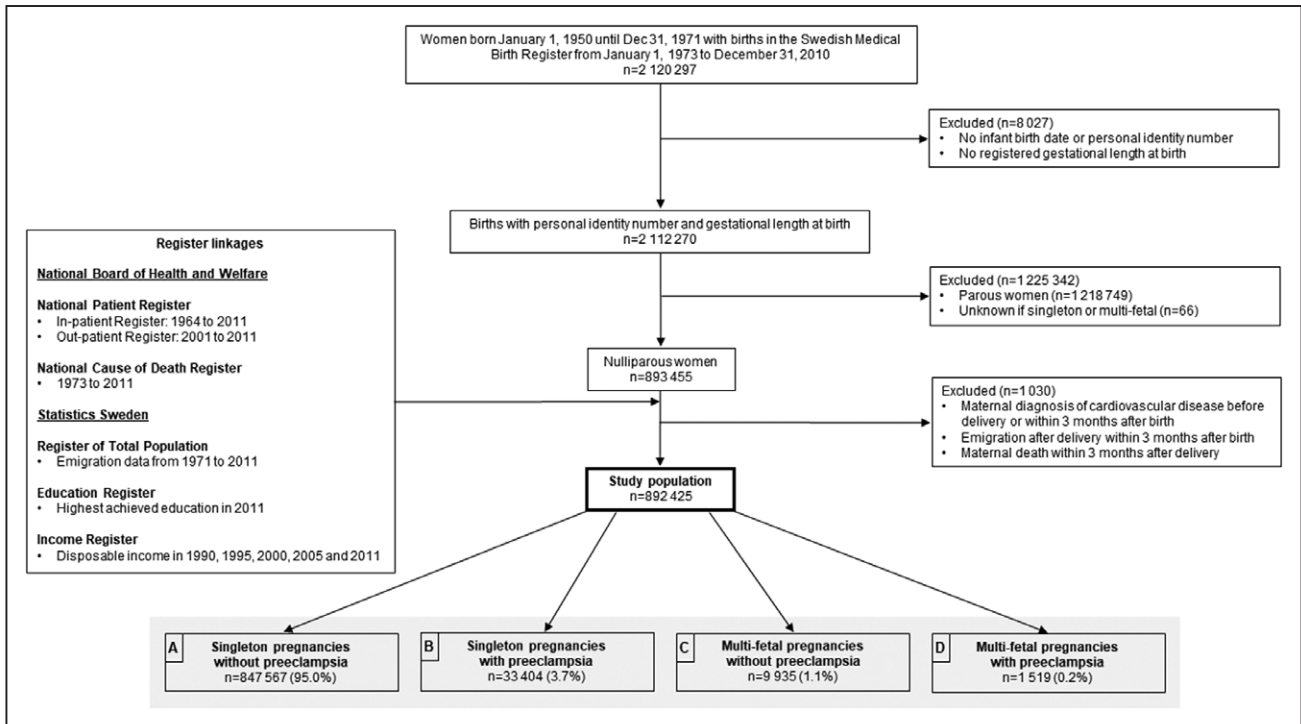 Women born January 1, 1950 until Dec 31, 1971 with births in the Swedish Medical
Birth Register from January 1, 1973 to December 31, 2010
n=2 120 297
Excluded (n=8 027)
• No infant birth date or personal identity number
• No registered gestational length at birth
Births with personal identity number and gestational length at birth
n=2 112 270
Register linkages
National Board of Health and Welfare
National Patient Register
• In-patient Register: 1964 to 2011
• Out-patient Register: 2001 to 2011
National Cause of Death Register
• 1973 to 2011
Statistics Sweden
Register of Total Population
• Emigration data from 1971 to 2011
Education Register
• Highest achieved education in 2011
Income Register
• Disposable income in 1990, 1995, 2000, 2005 and 2011
Excluded (n=1 225 342)
• Parous women (n=1 218 749)
• Unknown if singleton or multi-fetal (n=66)
Nulliparous women
n=893 455
Excluded (n=1 030)
• Maternal diagnosis of cardiovascular disease before
delivery or within 3 months after birth
• Emigration after delivery within 3 months after birth
• Maternal death within 3 months after delivery
Study population
n=892 425
A
Singleton pregnancies
without preeclampsia
n=847 567 (95.0%)
B
Singleton pregnancies
with preeclampsia
n=33 404 (3.7%)
C
Multi-fetal pregnancies
without preeclampsia
n=9 935 (1.1%)
D
Multi-fetal pregnancies
with preeclampsia
n=1 519 (0.2%)